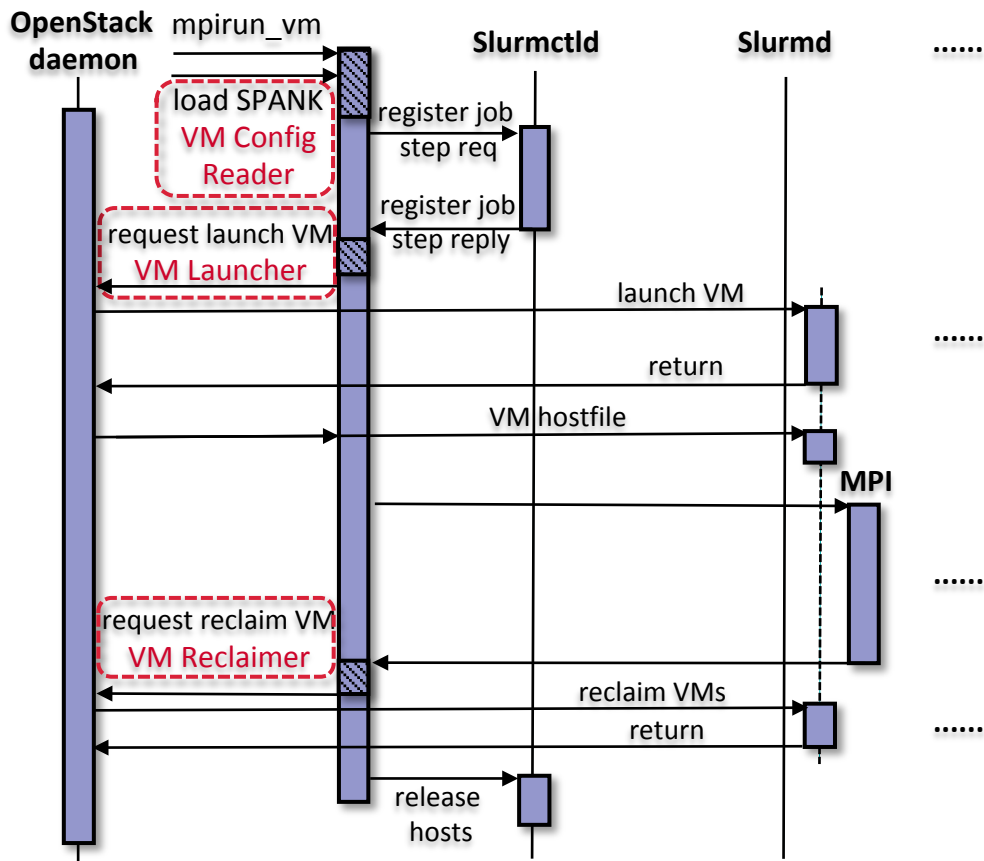 OpenStack
daemon
mpirun_vm
Slurmctld
Slurmd
......
load SPANK
VM Config
Reader
register job
step req
register job
step reply
request launch VM
VM Launcher
launch VM
......
return
VM hostfile
MPI
......
request reclaim VM
VM Reclaimer
reclaim VMs
return
......
release
hosts